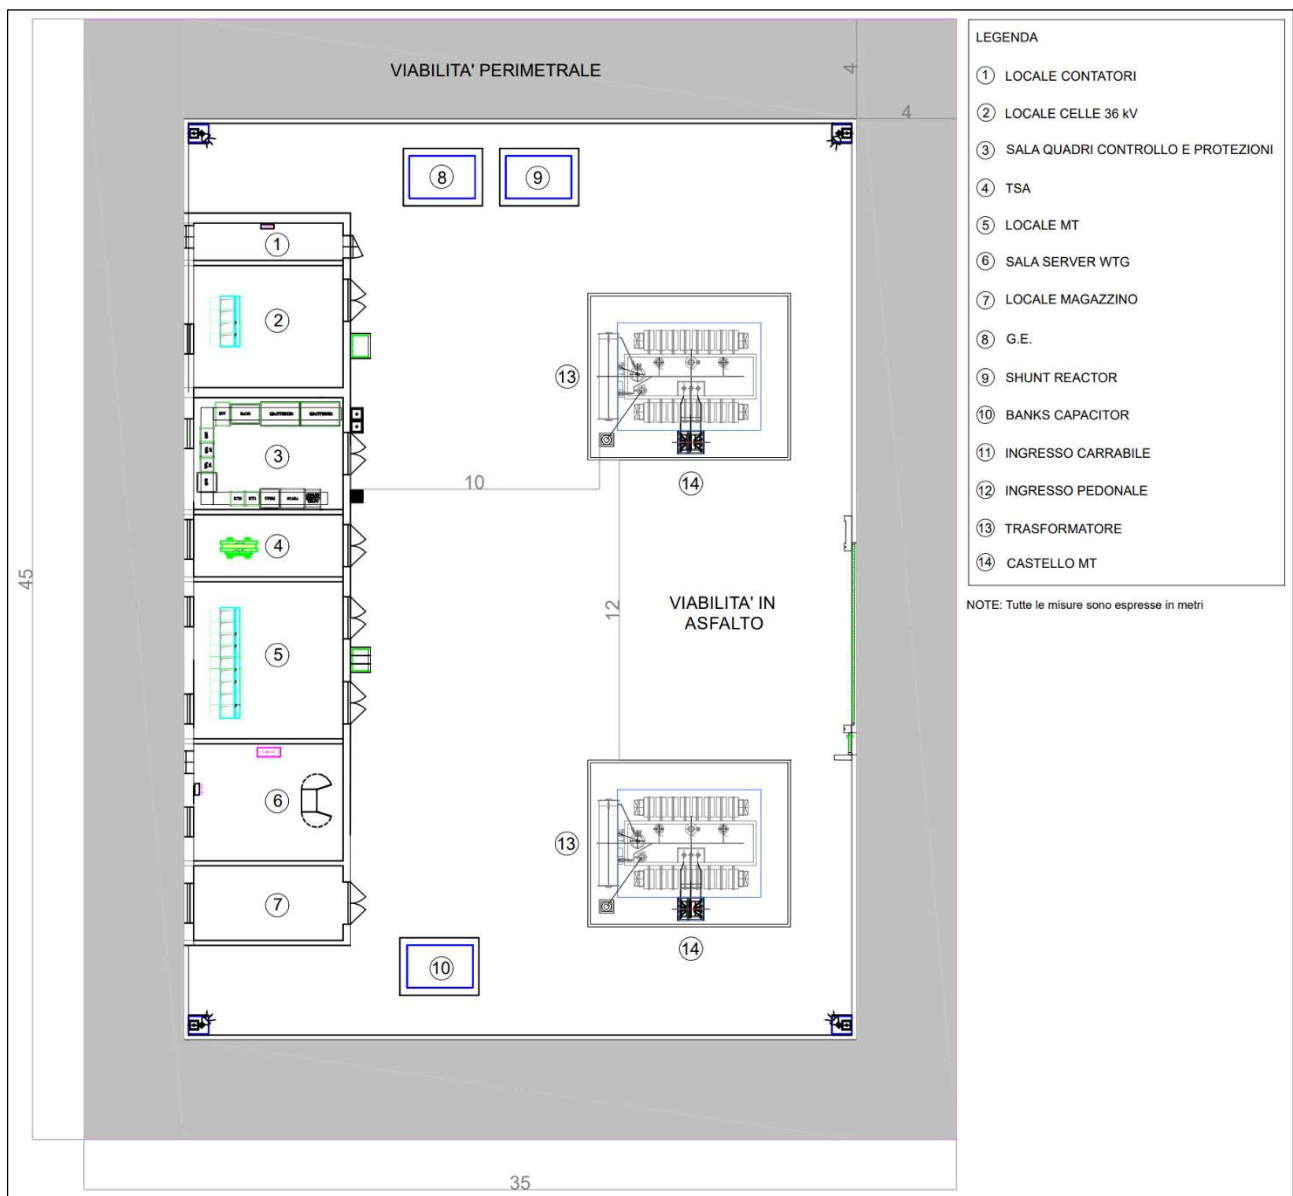 VIABILITA' PERIMETRALE
4
4
8
9
1
2
13
3
10
14
4
45
12
VIABILITA' IN
ASFALTO
5
6
13
7
14
10
35
LEGENDA
1 LOCALE CONTATORI
2 LOCALE CELLE 36 kV
3 SALA QUADRI CONTROLLO E PROTEZIONI
4 TSA
5 LOCALE MT
6 SALA SERVER WTG
7 LOCALE MAGAZZINO
8 G.E.
9 SHUNT REACTOR
10 BANKS CAPACITOR
11 INGRESSO CARRABILE
12 INGRESSO PEDONALE
13 TRASFORMATORE
14 CASTELLO MT
NOTE: Tutte le misure sono espresse in metri